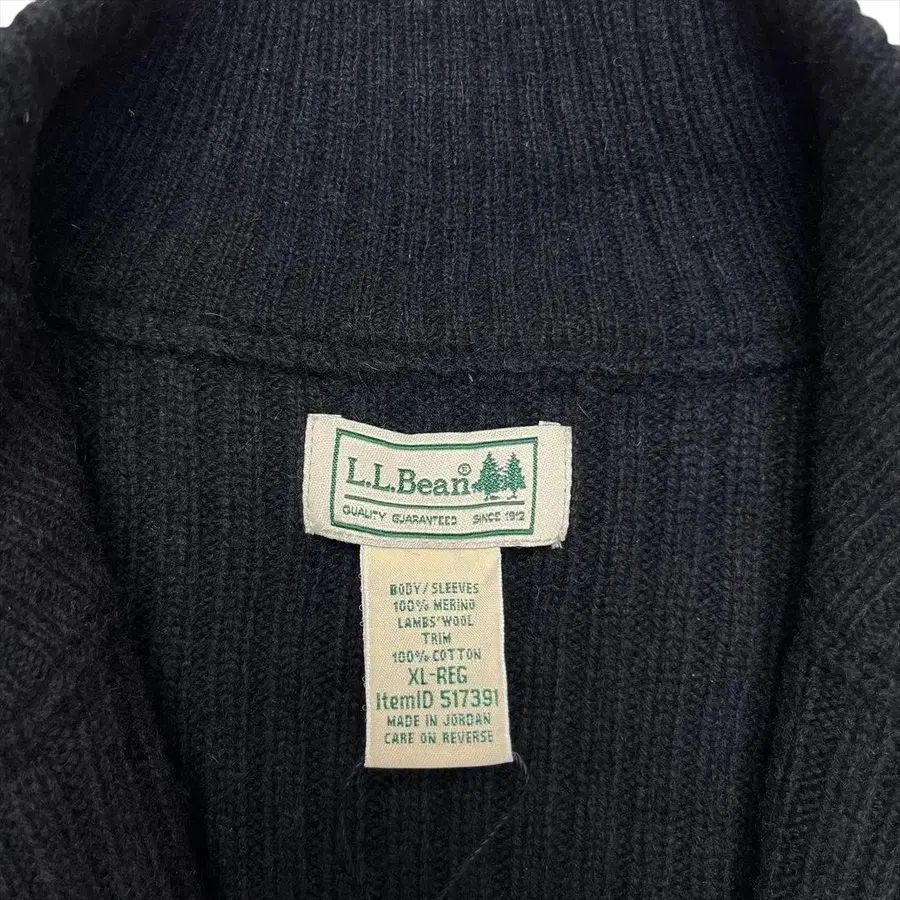 L.L.Bean®
QUALITY GUARANTEED SINCE 1912
BODY/SLEEVES
100% MERINO
LAMBS' WOOL
TRIM
100% COTTON
XL-REG
ItemID 517391
MADE IN JORDAN
CARE ON REVERSE